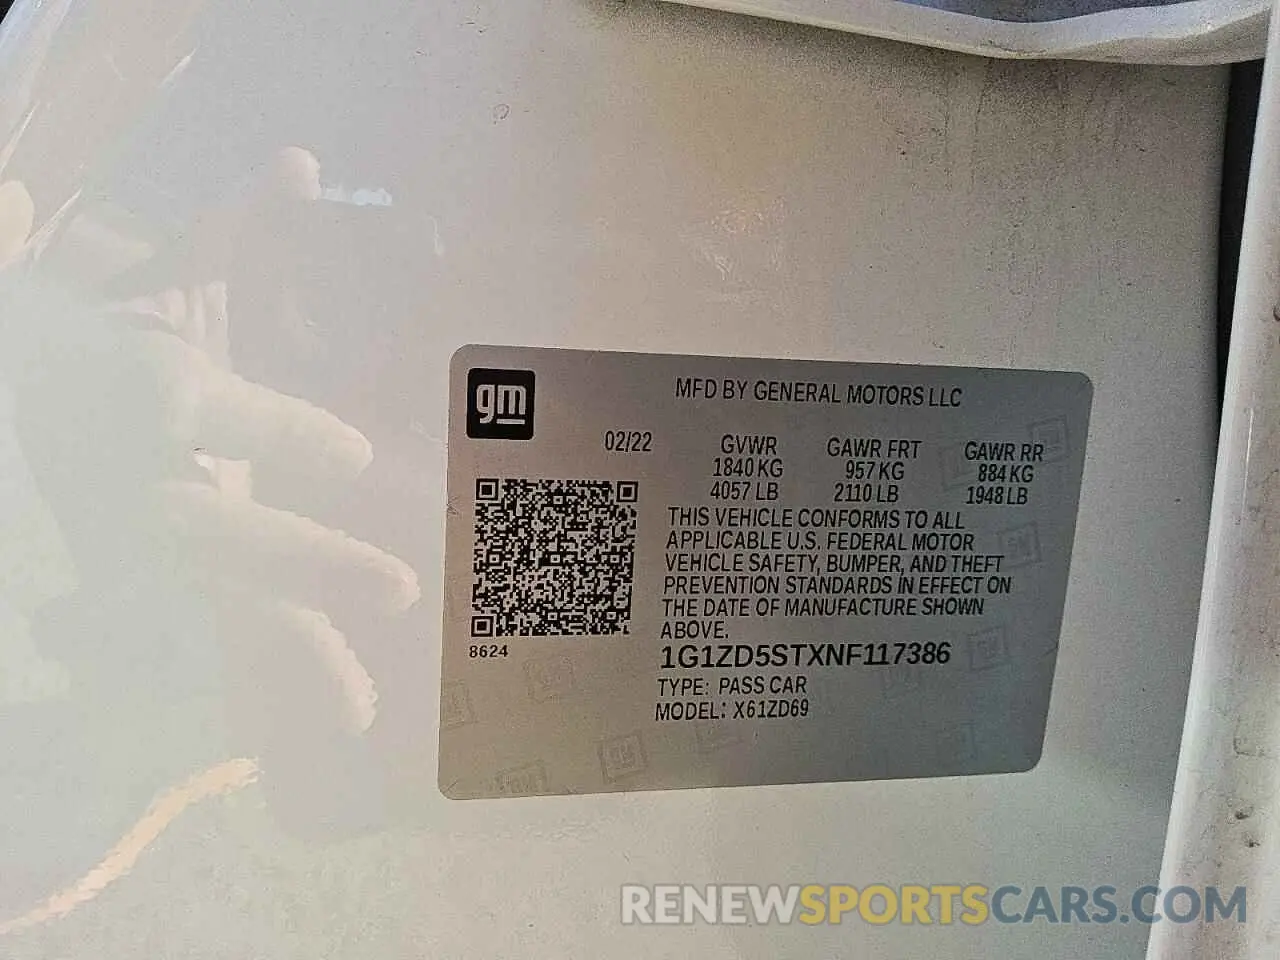 gm
MFD BY GENERAL MOTORS LLC
02/22 GVWR GAWR FRT GAWR RR
1840 KG 957 KG 884 KG
4057 LB 2110 LB 1948 LB
THIS VEHICLE CONFORMS TO ALL
APPLICABLE U.S. FEDERAL MOTOR
VEHICLE SAFETY, BUMPER, AND THEFT
PREVENTION STANDARDS IN EFFECT ON
THE DATE OF MANUFACTURE SHOWN
ABOVE.
8624
1G1ZD5STXNF117386
TYPE: PASS CAR
MODEL: X61ZD69
RENEWSPORTSCARS.COM